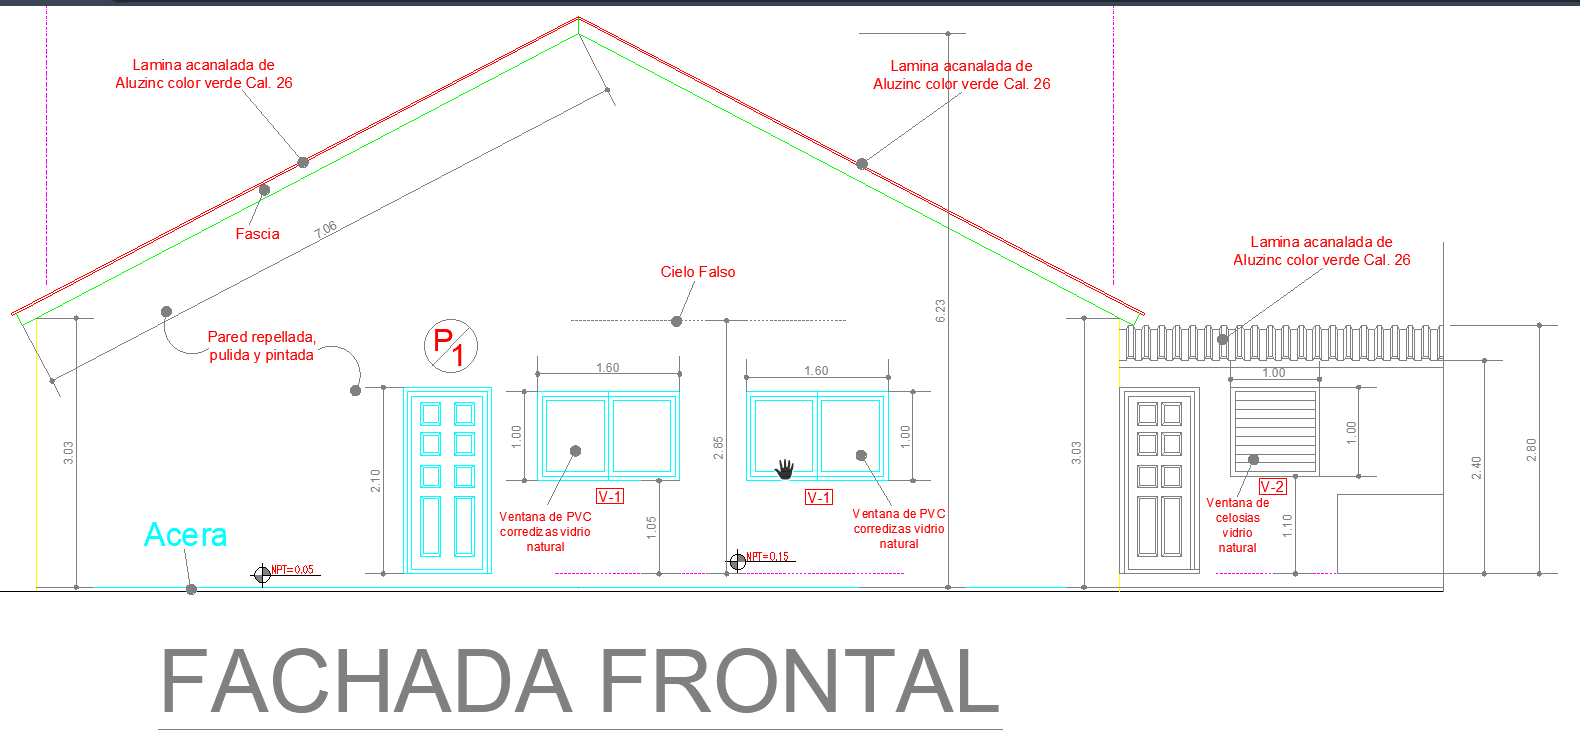 Lamina acanalada de
Aluzinc color verde Cal. 26
Lamina acanalada de
Aluzinc color verde Cal. 26
Fascia
7.06
Lamina acanalada de
Aluzinc color verde Cal. 26
Cielo Falso
6.23
Pared repellada,
pulida y pintada
P
1
1.60
1.60
1.00
3.03
2.10
1.00
2.85
1.00
3.03
1.00
2.40
2.80
V-1
V-1
V-2
Ventana de PVC
corredizas vidrio
natural
1.05
Ventana de PVC
corredizas vidrio
natural
Ventana de
celosias
vidrio
natural
1.10
Acera
NPT=0.05
NPT=0.15
FACHADA FRONTAL